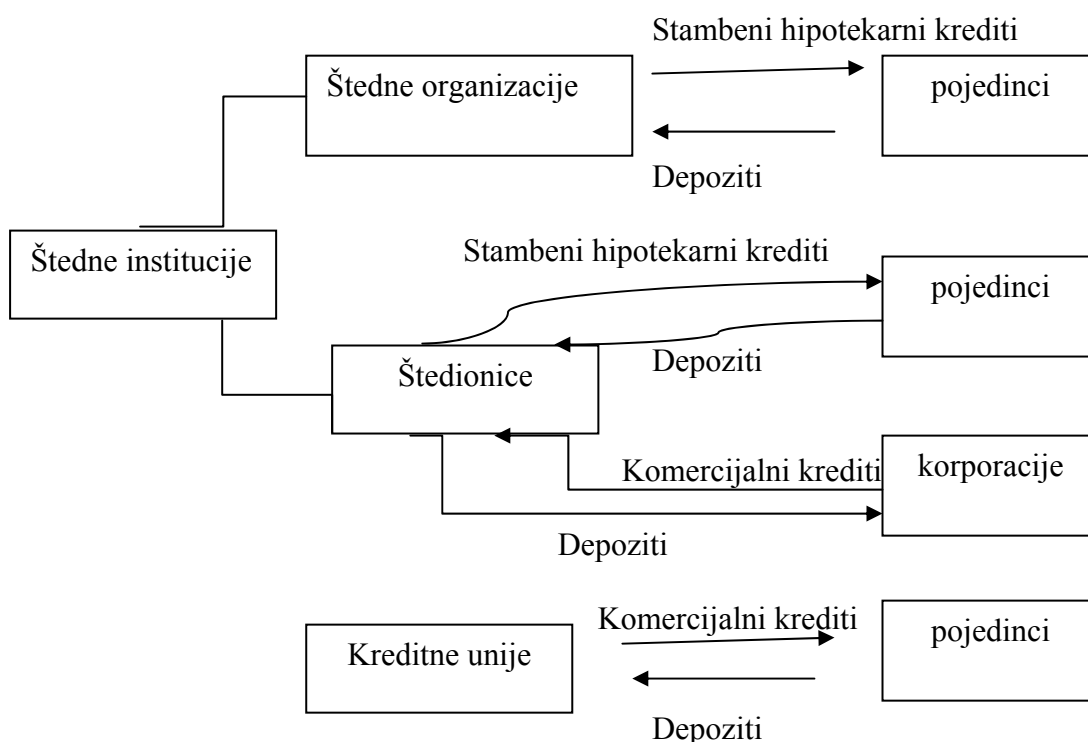 Stambeni hipotekarni krediti
Štedne organizacije
pojedinci
Depoziti
Štedne institucije
Stambeni hipotekarni krediti
pojedinci
Depoziti
Štedionice
Komercijalni krediti
korporacije
Depoziti
Komercijalni krediti
Kreditne unije
pojedinci
Depoziti